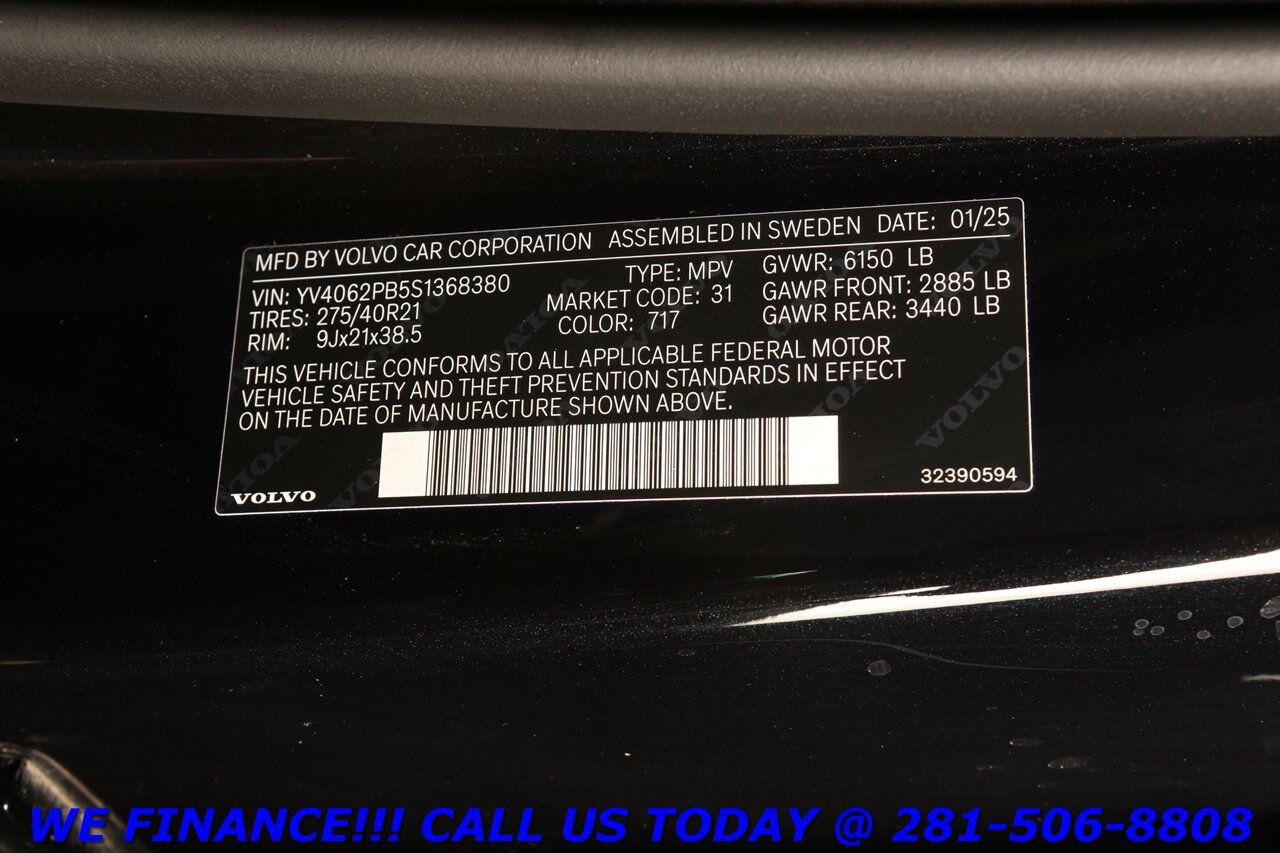 MFD BY VOLVO CAR CORPORATION ASSEMBLED IN SWEDEN DATE: 01/25
VIN: YV4062PB5S1368380 TYPE: MPV GVWR: 6150 LB
TIRES: 275/40R21 MARKET CODE: 31 GAWR FRONT: 2885 LB
RIM: 9Jx21x38.5 COLOR: 717 GAWR REAR: 3440 LB
THIS VEHICLE CONFORMS TO ALL APPLICABLE FEDERAL MOTOR
VEHICLE SAFETY AND THEFT PREVENTION STANDARDS IN EFFECT
ON THE DATE OF MANUFACTURE SHOWN ABOVE.
VOLVO 32390594
WE FINANCE!!! CALL US TODAY @ 281-506-8808